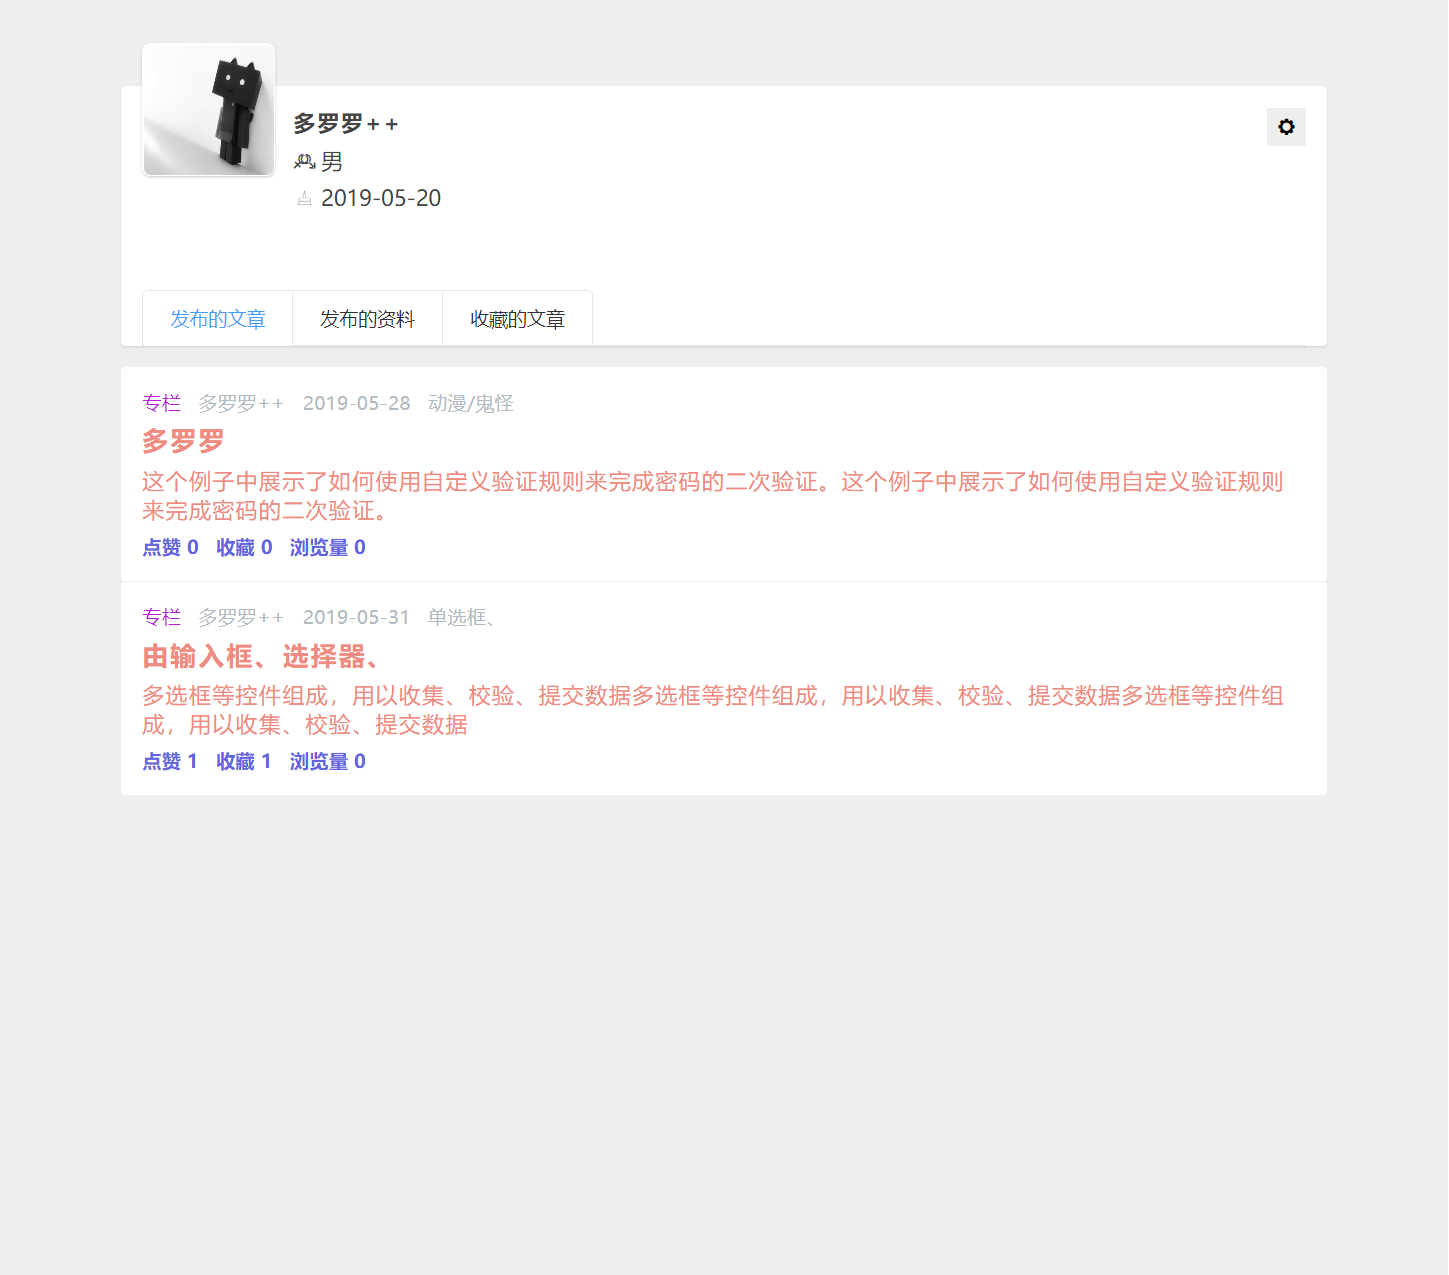 多罗罗++
男
2019-05-20
发布的文章 发布的资料 收藏的文章
专栏 多罗罗++ 2019-05-28 动漫/鬼怪
多罗罗
这个例子中展示了如何使用自定义验证规则来完成密码的二次验证。这个例子中展示了如何使用自定义验证规则
来完成密码的二次验证。
点赞 0 收藏 0 浏览量 0
专栏 多罗罗++ 2019-05-31 单选框、
由输入框、选择器、
多选框等控件组成，用以收集、校验、提交数据多选框等控件组成，用以收集、校验、提交数据多选框等控件组
成，用以收集、校验、提交数据
点赞 1 收藏 1 浏览量 0